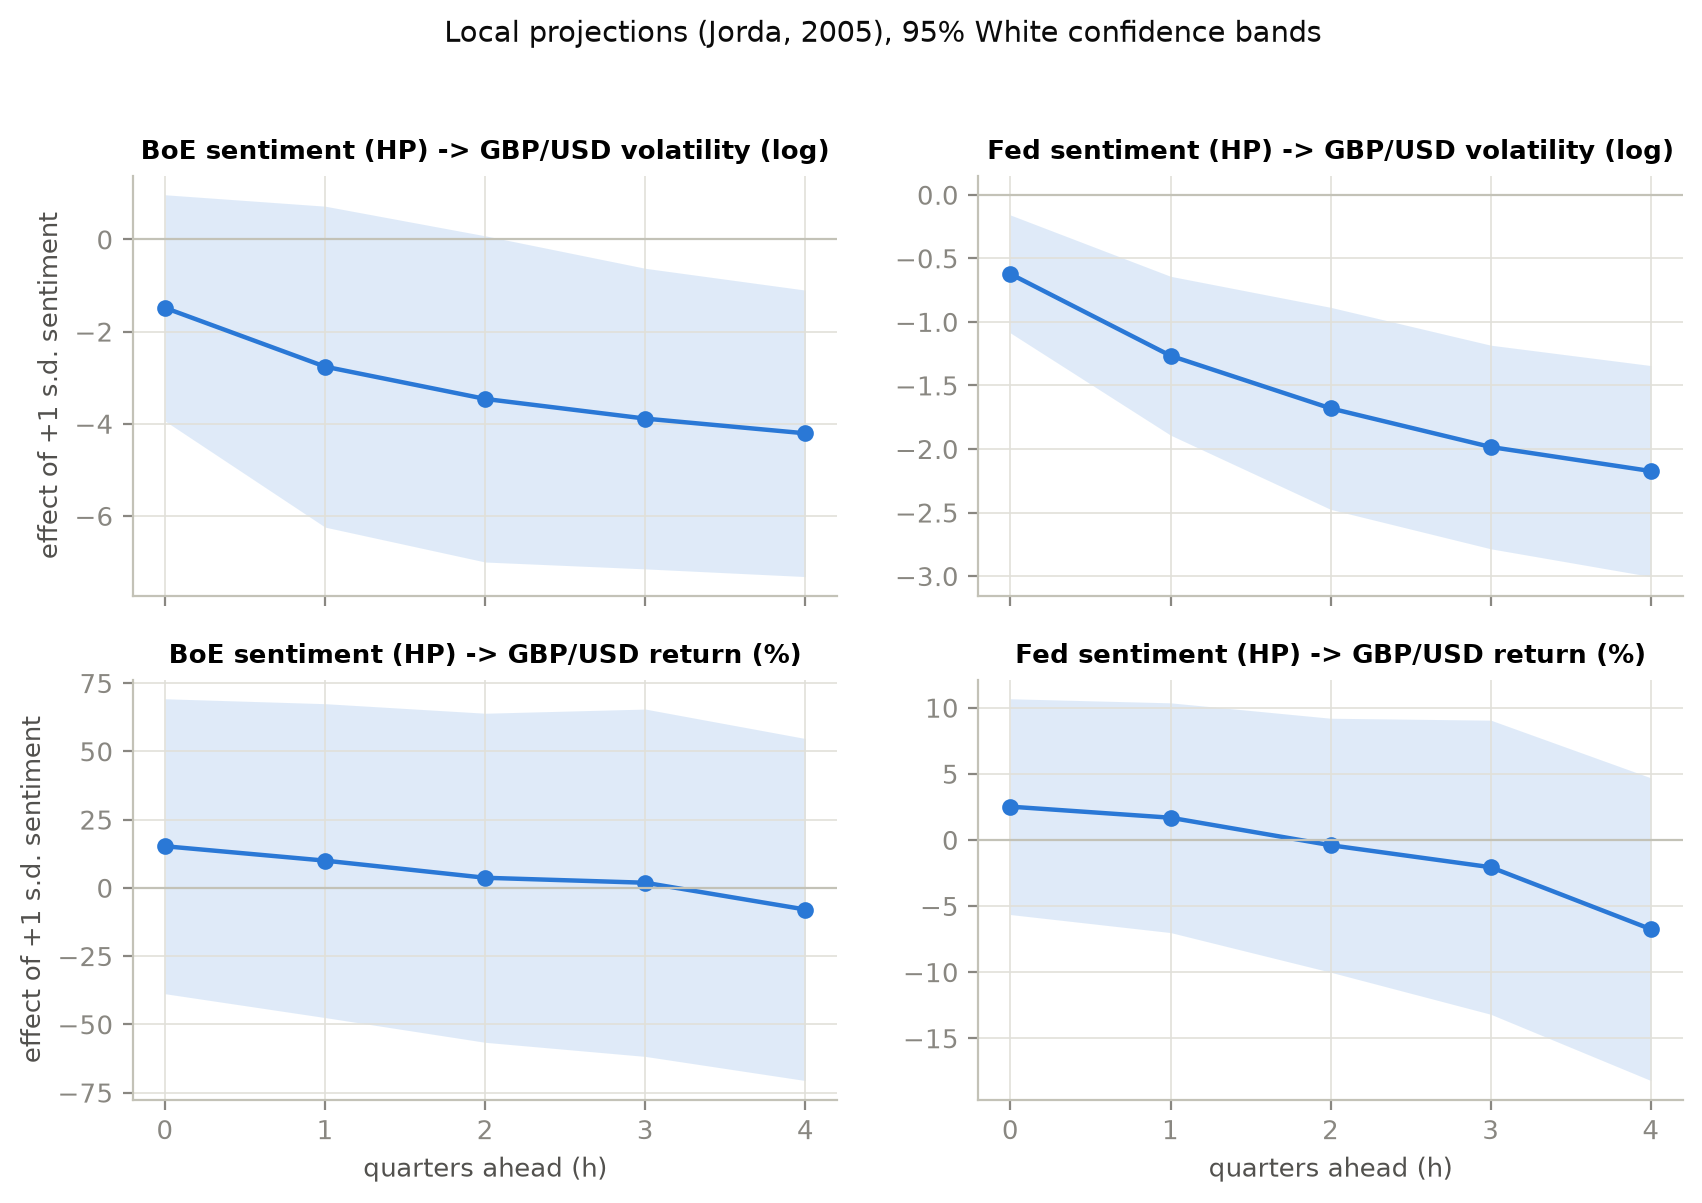 Local projections (Jorda, 2005), 95% White confidence bands
BoE sentiment (HP) -> GBP/USD volatility (log)
effect of +1 s.d. sentiment
0
−2
−4
−6
Fed sentiment (HP) -> GBP/USD volatility (log)
0.0
−0.5
−1.0
−1.5
−2.0
−2.5
−3.0
BoE sentiment (HP) -> GBP/USD return (%)
effect of +1 s.d. sentiment
75
50
25
0
−25
−50
−75
0 1 2 3 4
quarters ahead (h)
Fed sentiment (HP) -> GBP/USD return (%)
10
5
0
−5
−10
−15
0 1 2 3 4
quarters ahead (h)